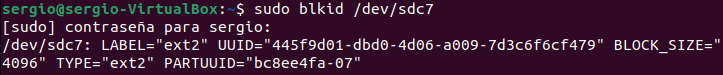 sergio@sergio-VirtualBox:~$ sudo blkid /dev/sdc7
[sudo] contraseña para sergio:
/dev/sdc7: LABEL="ext2" UUID="445f9d01-dbd0-4d06-a009-7d3c6f6cf479" BLOCK_SIZE="
4096" TYPE="ext2" PARTUUID="bc8ee4fa-07"